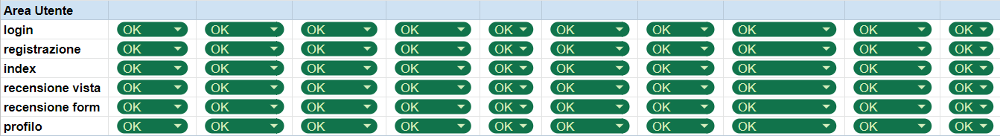 Area Utente
login OK OK OK OK OK OK OK OK OK OK
registrazione OK OK OK OK OK OK OK OK OK OK
index OK OK OK OK OK OK OK OK OK OK
recensione vista OK OK OK OK OK OK OK OK OK OK
recensione form OK OK OK OK OK OK OK OK OK OK
profilo OK OK OK OK OK OK OK OK OK OK